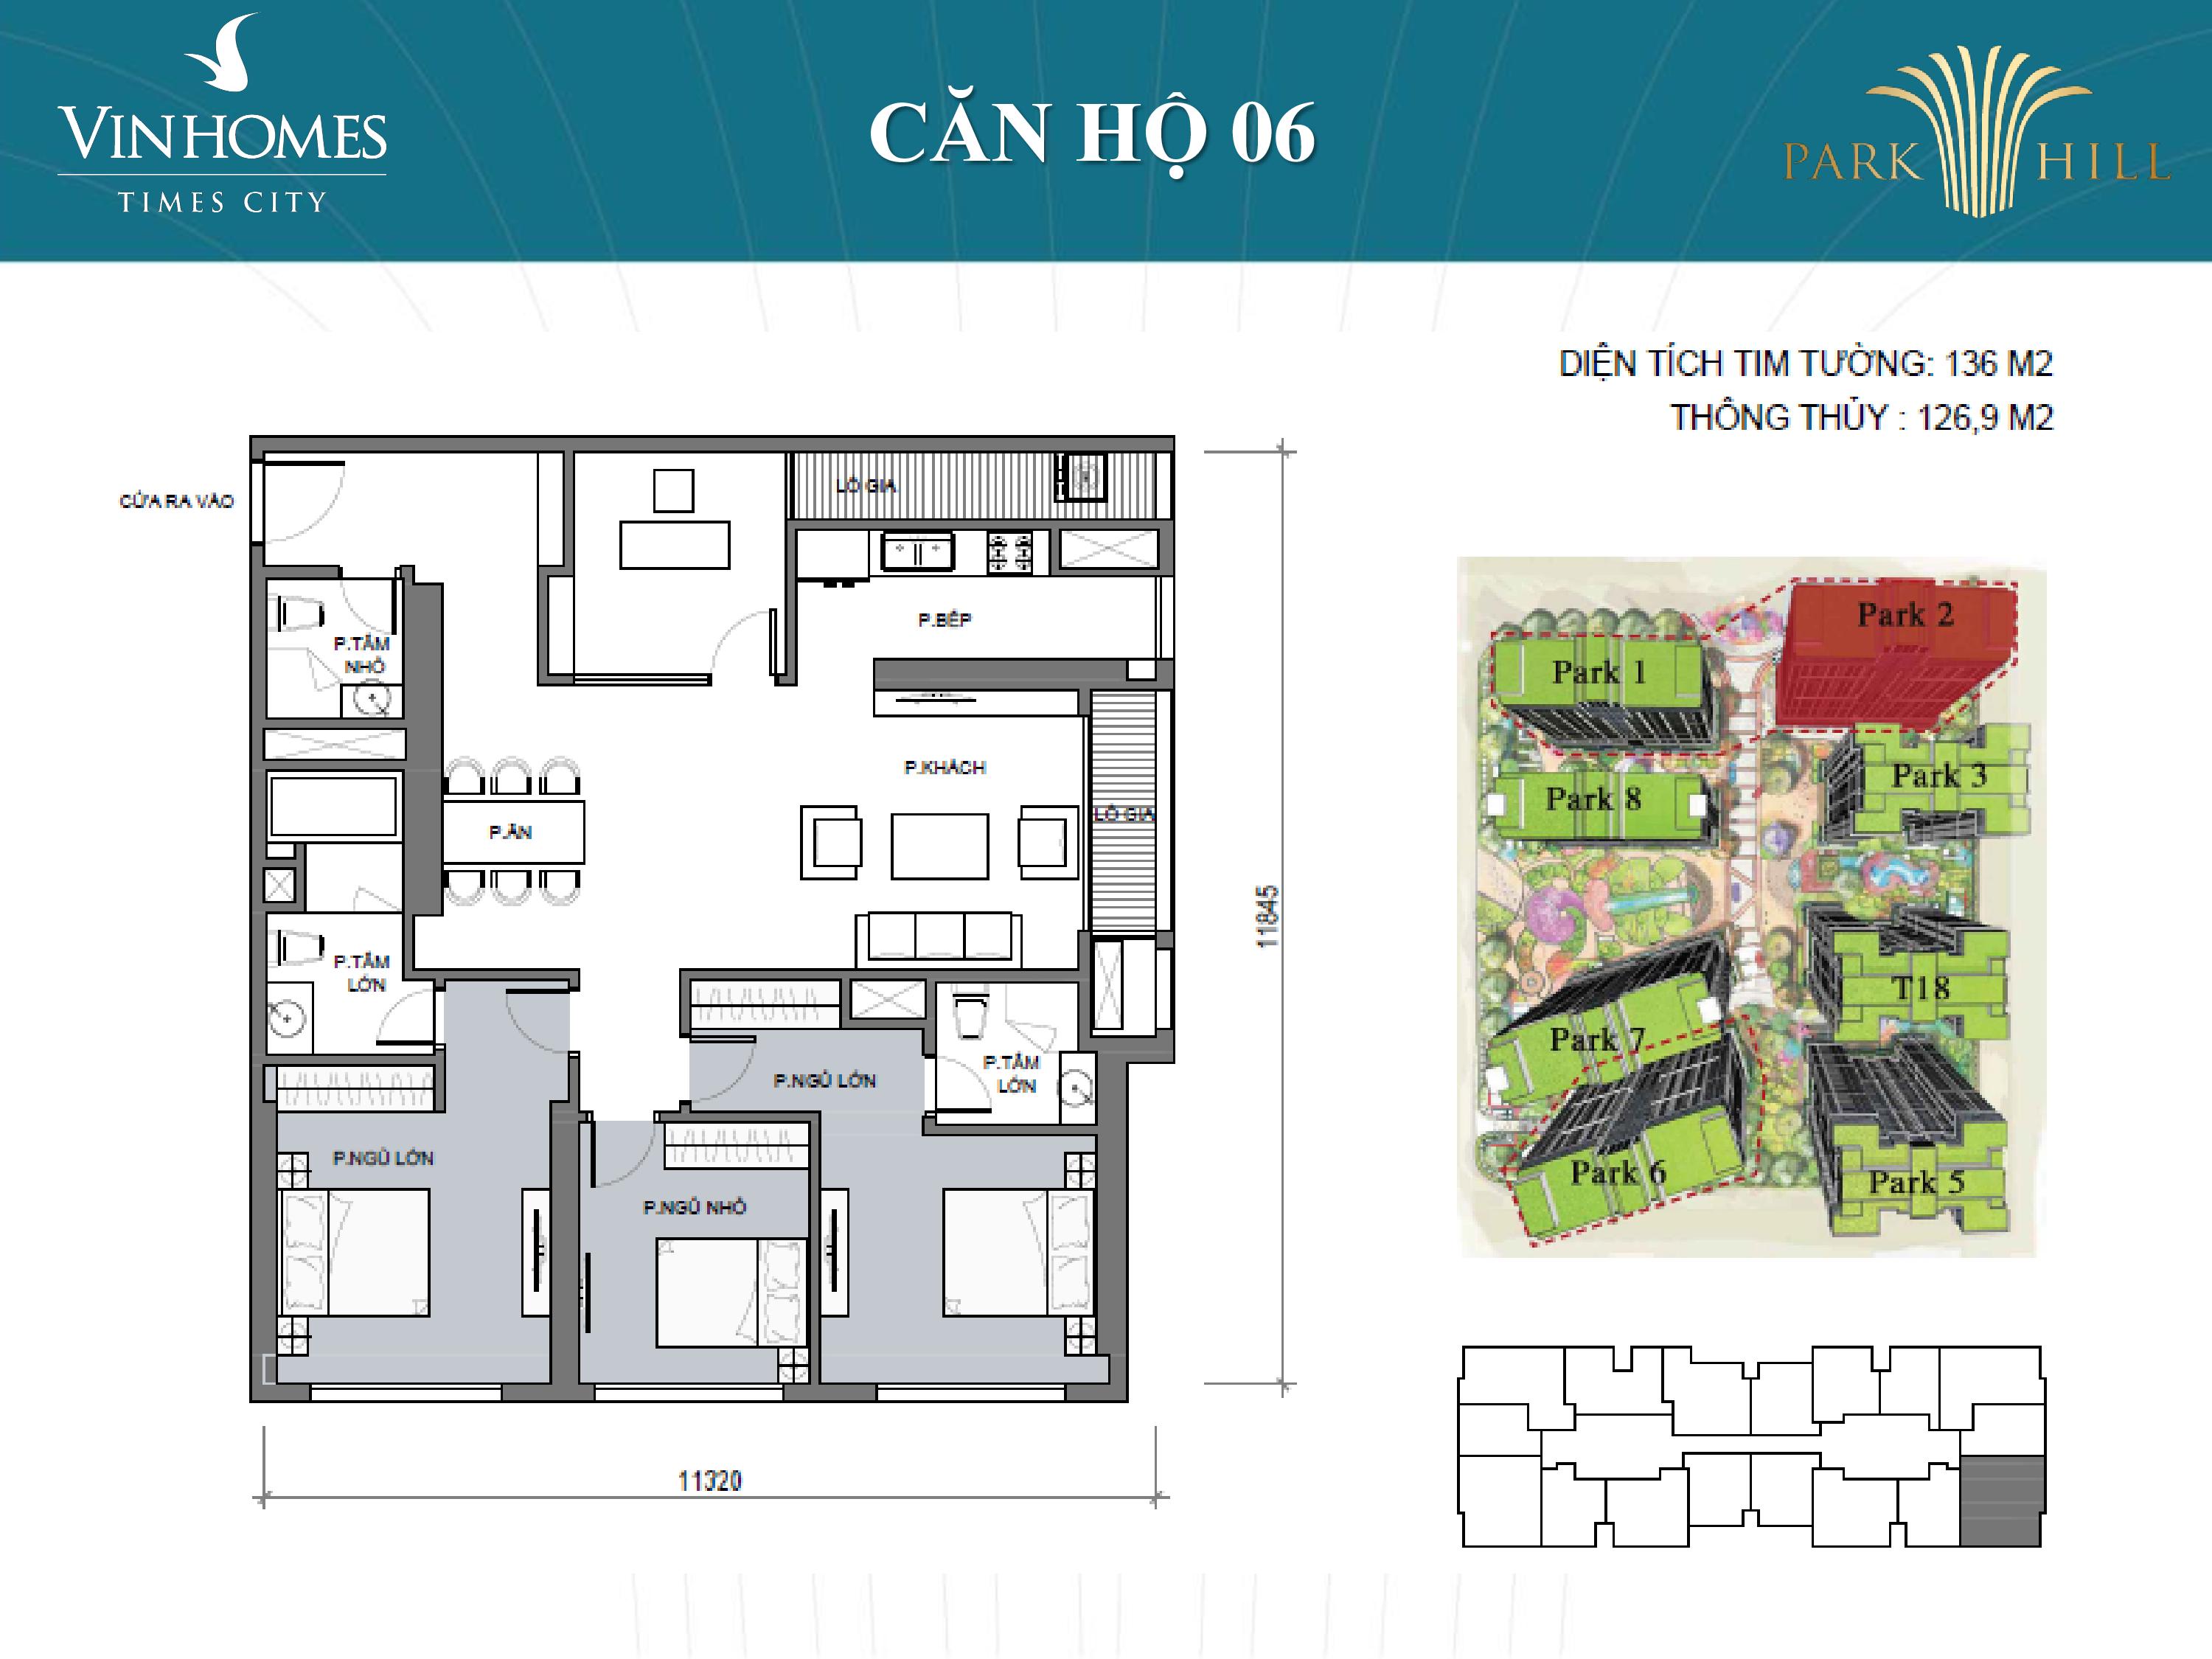 VINHOMES
TIMES CITY
CĂN HỘ 06
PARK HILL
DIỆN TÍCH TIM TƯỜNG: 136 M2
THÔNG THỦY : 126,9 M2
CỬA RA VÀO
LÔ GIA
P.BẾP
P.TẮM
NHỎ
P.KHÁCH
LÔ GIA
P.ĂN
P.TẮM
LỚN
P.NGỦ LỚN
P.TẮM
LỚN
P.NGỦ LỚN
P.NGỦ NHỎ
11845
11320
Park 2
Park 1
Park 3
Park 8
T18
Park 7
Park 6
Park 5